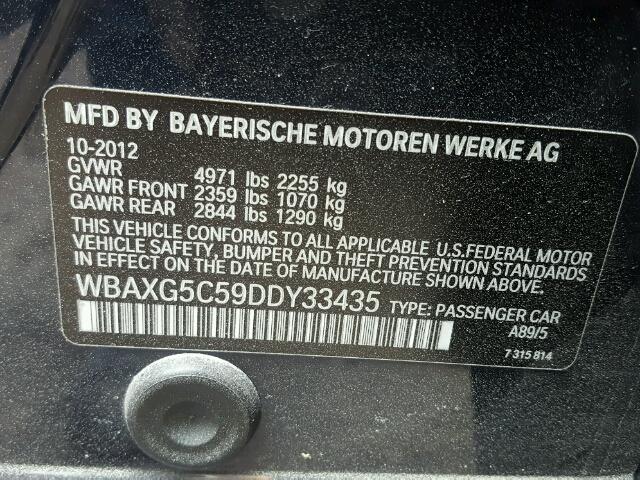 MFD BY BAYERISCHE MOTOREN WERKE AG
10-2012
GVWR 4971 lbs 2255 kg
GAWR FRONT 2359 lbs 1070 kg
GAWR REAR 2844 lbs 1290 kg
THIS VEHICLE CONFORMS TO ALL APPLICABLE U.S.FEDERAL MOTOR
VEHICLE SAFETY, BUMPER AND THEFT PREVENTION STANDARDS
IN EFFECT ON THE DATE OF MANUFACTURE SHOWN ABOVE.
WBAXG5C59DDY33435 TYPE: PASSENGER CAR
A89/5
7 315 814